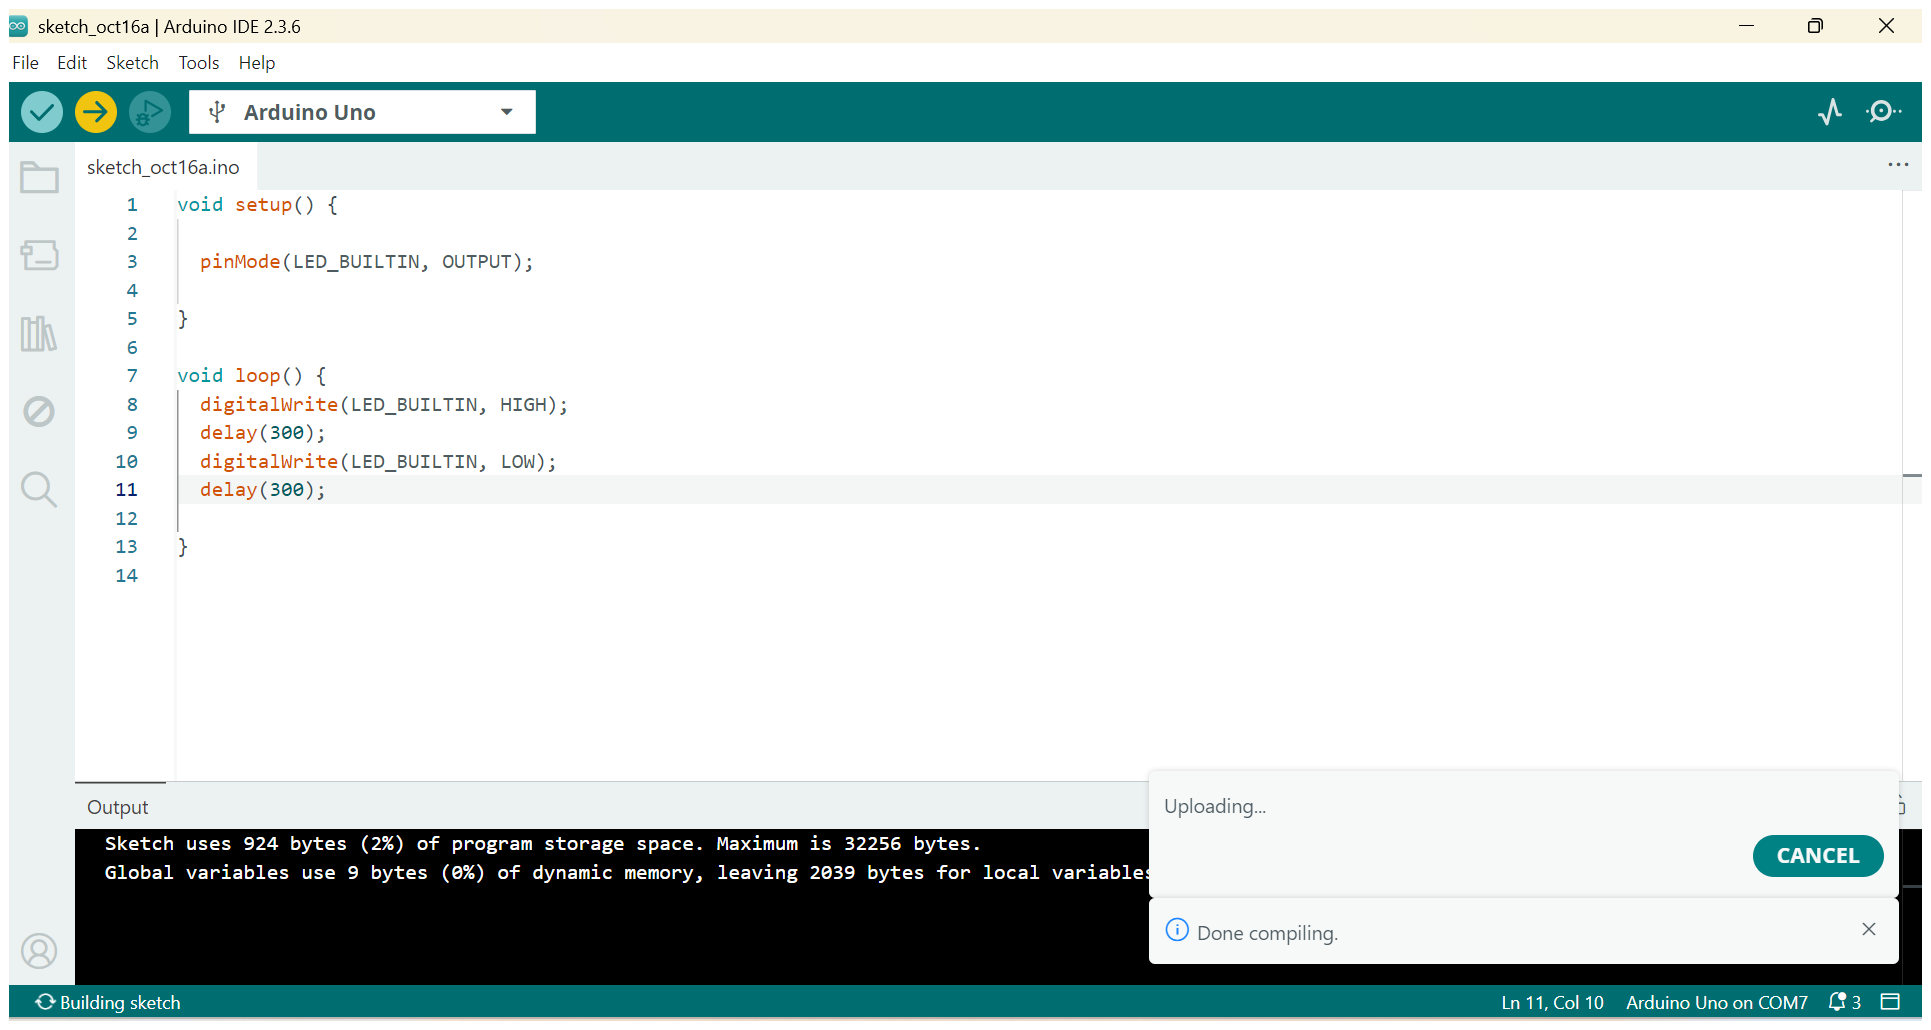 sketch_oct16a | Arduino IDE 2.3.6
File Edit Sketch Tools Help
Arduino Uno
sketch_oct16a.ino
1 void setup() {
2
3   pinMode(LED_BUILTIN, OUTPUT);
4
5 }
6
7 void loop() {
8   digitalWrite(LED_BUILTIN, HIGH);
9   delay(300);
10   digitalWrite(LED_BUILTIN, LOW);
11   delay(300);
12
13 }
14
Output
Sketch uses 924 bytes (2%) of program storage space. Maximum is 32256 bytes.
Global variables use 9 bytes (0%) of dynamic memory, leaving 2039 bytes for local variables
Uploading...
CANCEL
Done compiling.
Building sketch
Ln 11, Col 10 Arduino Uno on COM7 3